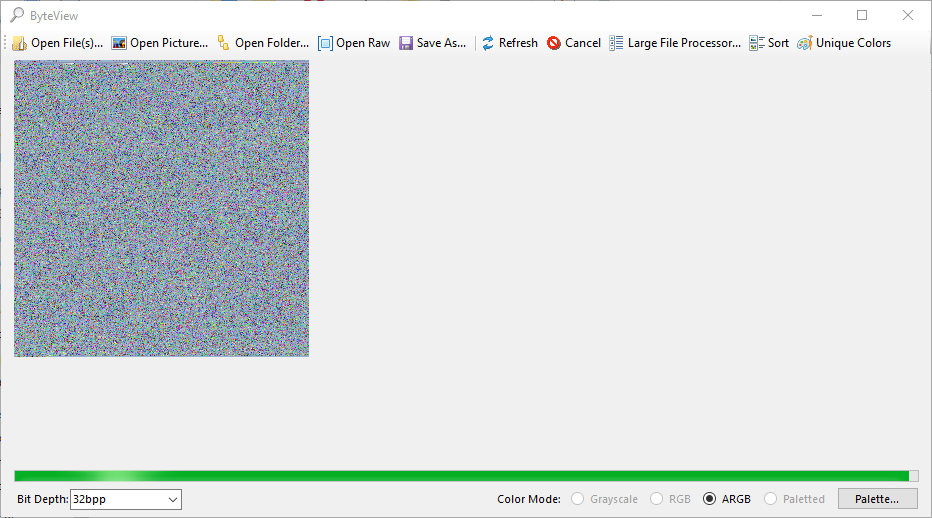 ByteView
Open File(s)... Open Picture... Open Folder... Open Raw Save As... Refresh Cancel Large File Processor... Sort Unique Colors
Bit Depth: 32bpp Color Mode: Grayscale RGB ARGB Paletted Palette...